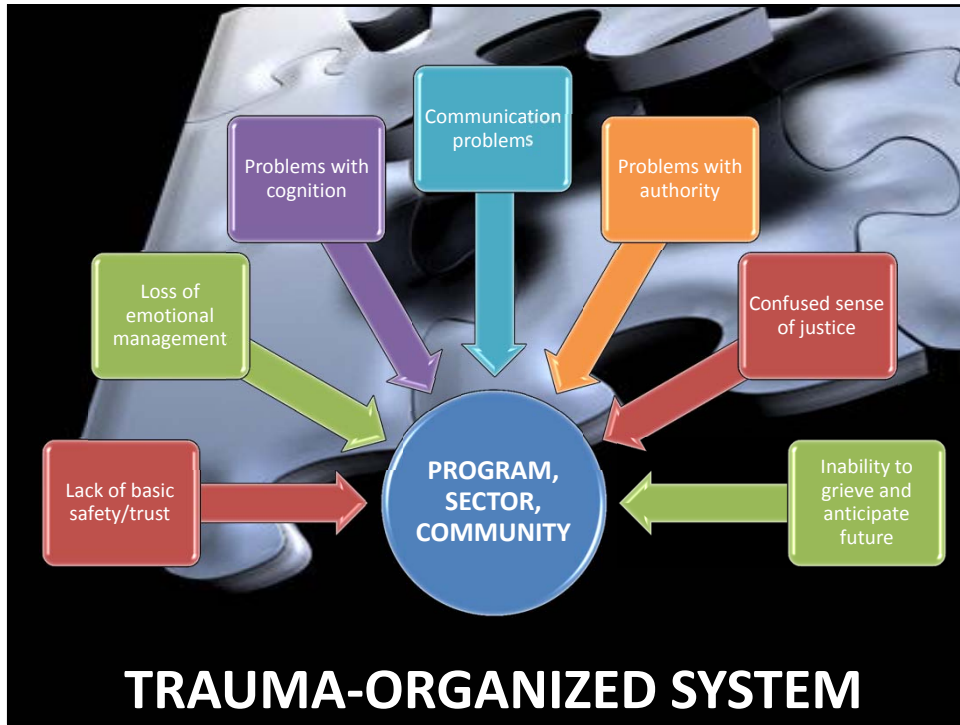 Communication
problems
Problems with
cognition
Problems with
authority
Loss of
emotional
management
Confused sense
of justice
Lack of basic
safety/trust
PROGRAM,
SECTOR,
COMMUNITY
Inability to
grieve and
anticipate
future
TRAUMA-ORGANIZED SYSTEM